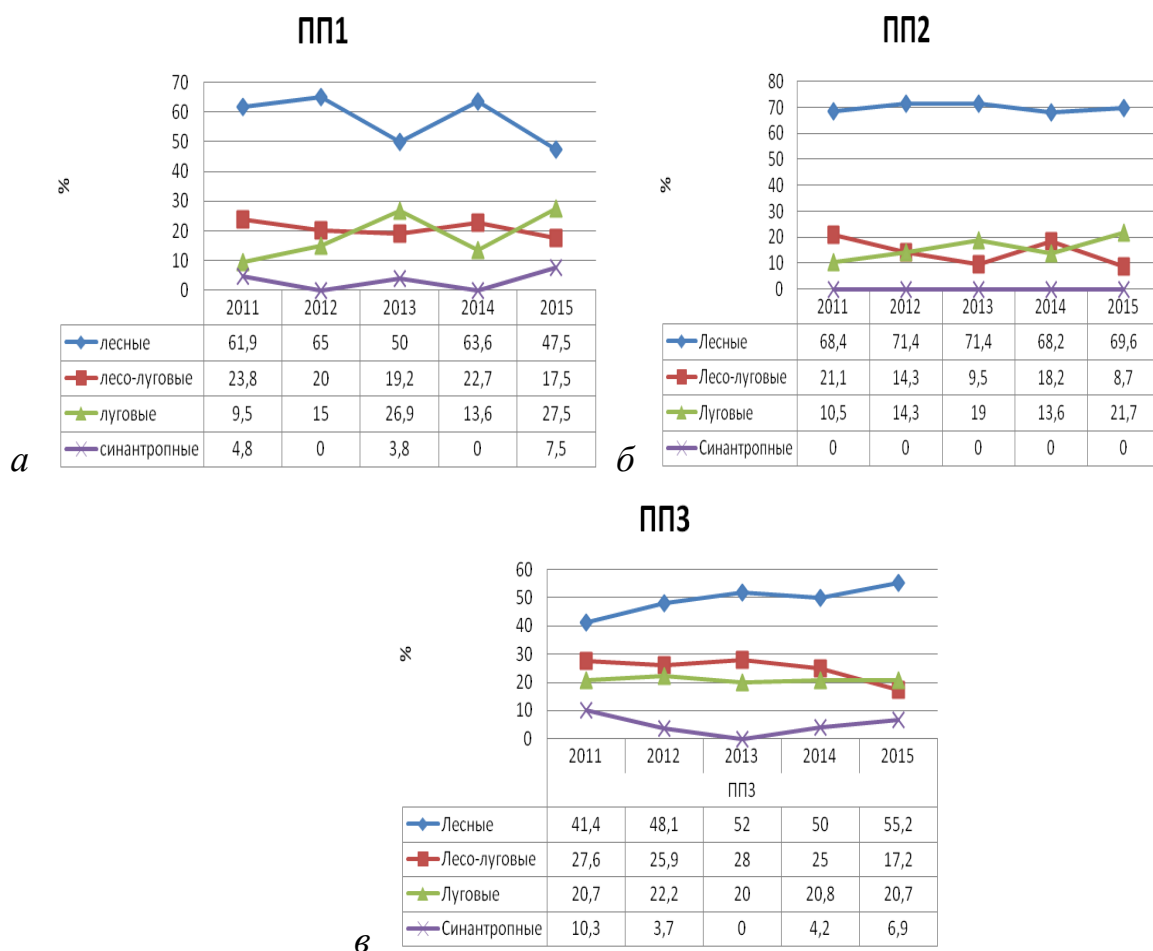 ПП1
%
70
60
50
40
30
20
10
0
2011 2012 2013 2014 2015
лесные 61,9 65 50 63,6 47,5
лесо-луговые 23,8 20 19,2 22,7 17,5
луговые 9,5 15 26,9 13,6 27,5
синантропные 4,8 0 3,8 0 7,5
а
ПП2
%
80
70
60
50
40
30
20
10
0
2011 2012 2013 2014 2015
Лесные 68,4 71,4 71,4 68,2 69,6
Лесо-луговые 21,1 14,3 9,5 18,2 8,7
Луговые 10,5 14,3 19 13,6 21,7
Синантропные 0 0 0 0 0
б
ПП3
%
60
50
40
30
20
10
0
2011 2012 2013 2014 2015
ПП3
Лесные 41,4 48,1 52 50 55,2
Лесо-луговые 27,6 25,9 28 25 17,2
Луговые 20,7 22,2 20 20,8 20,7
Синантропные 10,3 3,7 0 4,2 6,9
в